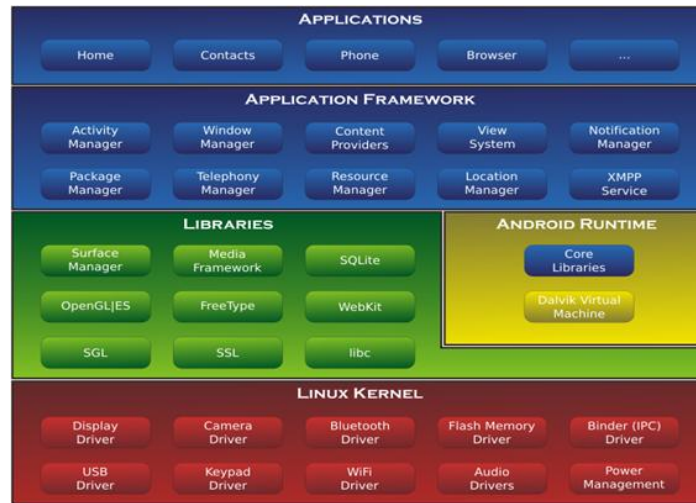 APPLICATIONS
Home
Contacts
Phone
Browser
...
APPLICATION FRAMEWORK
Activity
Manager
Window
Manager
Content
Providers
View
System
Notification
Manager
Package
Manager
Telephony
Manager
Resource
Manager
Location
Manager
XMPP
Service
LIBRARIES
Surface
Manager
Media
Framework
SQLite
OpenGL|ES
FreeType
WebKit
SGL
SSL
libc
ANDROID RUNTIME
Core
Libraries
Dalvik Virtual
Machine
LINUX KERNEL
Display
Driver
Camera
Driver
Bluetooth
Driver
Flash Memory
Driver
Binder (IPC)
Driver
USB
Driver
Keypad
Driver
WiFi
Driver
Audio
Drivers
Power
Management